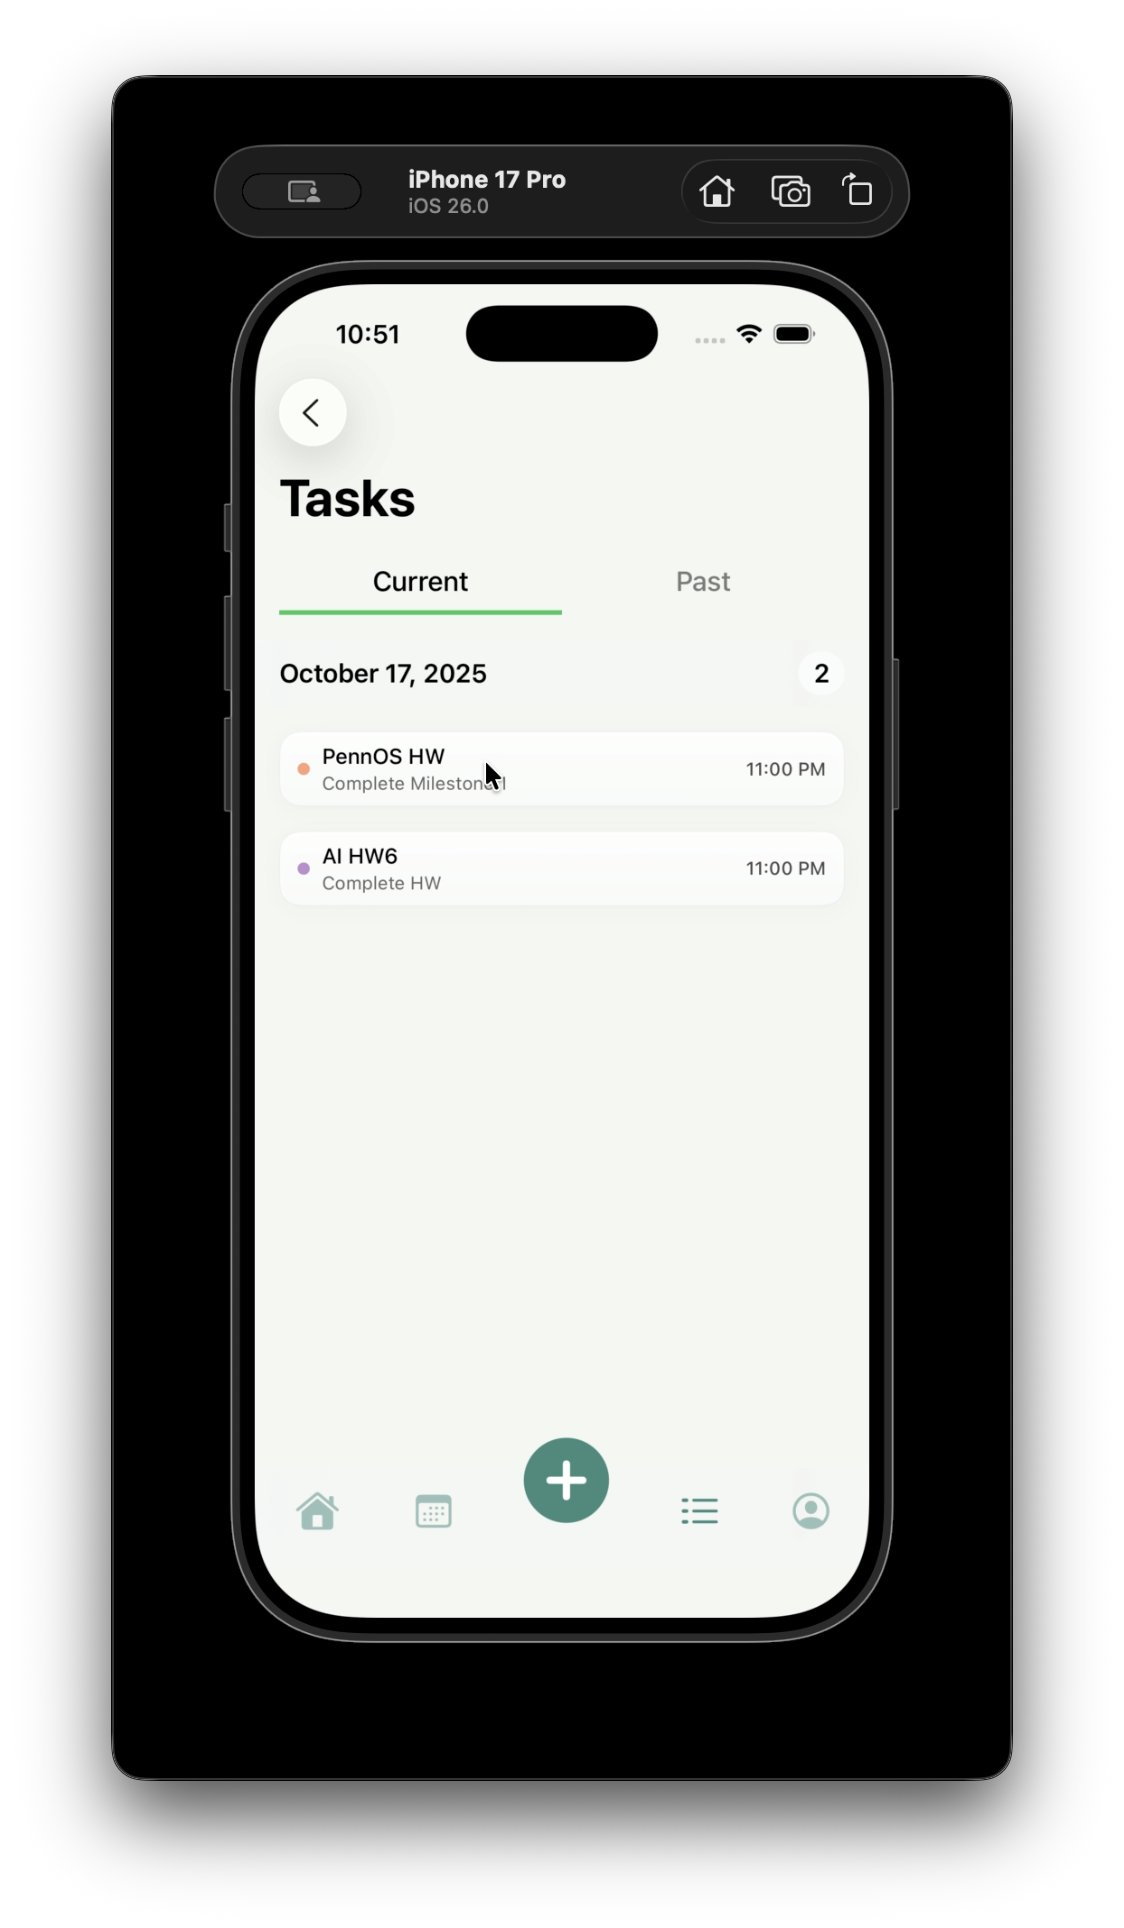 iPhone 17 Pro
iOS 26.0
10:51
Tasks
Current Past
October 17, 2025 2
PennOS HW
Complete Milestone 1
11:00 PM
AI HW6
Complete HW
11:00 PM